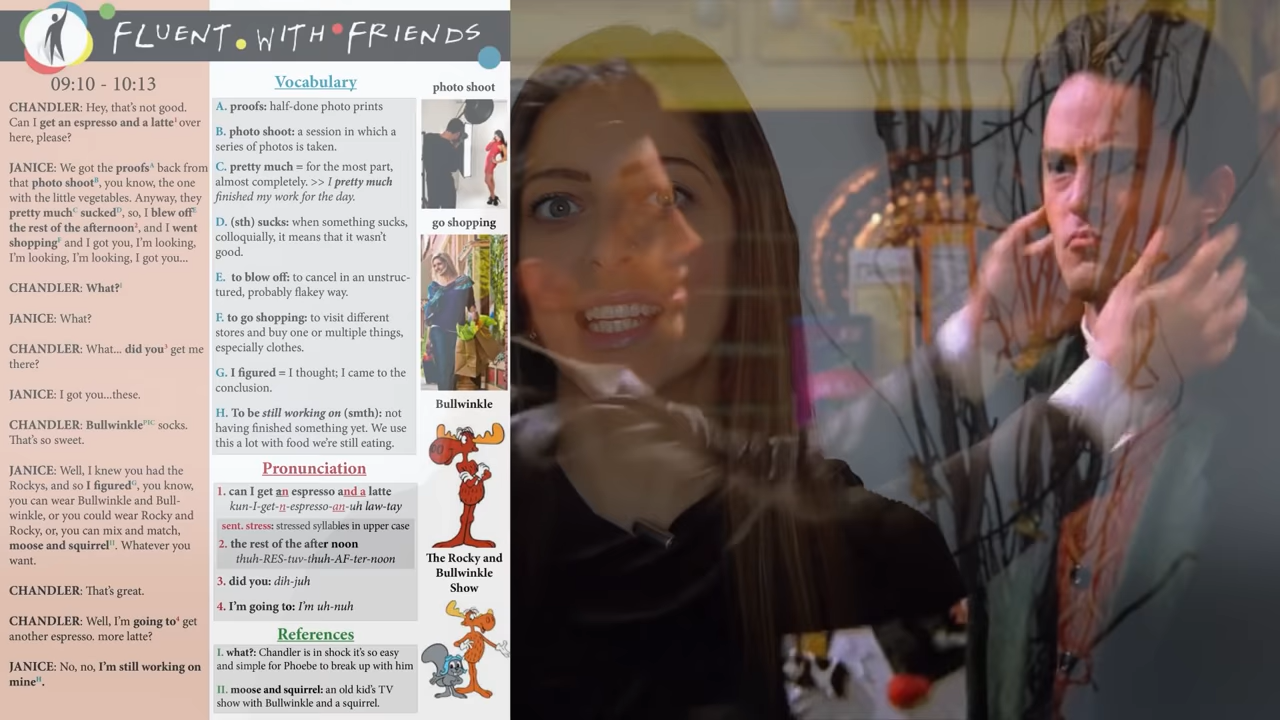 FLUENT WITH FRIENDS
09:10 - 10:13
CHANDLER: Hey, that's not good.
Can I get an espresso and a latte¹ over
here, please?
JANICE: We got the proofsᴬ back from
that photo shootᴮ, you know, the one
with the little vegetables. Anyway, they
pretty muchᶜ suckedᴰ, so, I blew offᴱ
the rest of the afternoon², and I went
shoppingᶠ and I got you, I'm looking,
I'm looking, I'm looking, I got you...
CHANDLER: What?ᴵ
JANICE: What?
CHANDLER: What... did you³ get me
there?
JANICE: I got you...these.
CHANDLER: Bullwinkleᴾᴵᶜ socks.
That's so sweet.
JANICE: Well, I knew you had the
Rockys, and so I figuredᴳ, you know,
you can wear Bullwinkle and Bull-
winkle, or you could wear Rocky and
Rocky, or, you can mix and match,
moose and squirrelᴵᴵ. Whatever you
want.
CHANDLER: That's great.
CHANDLER: Well, I'm going to⁴ get
another espresso. more latte?
JANICE: No, no, I'm still working on
mineᴴ.
Vocabulary
A. proofs: half-done photo prints
B. photo shoot: a session in which a
series of photos is taken.
C. pretty much = for the most part,
almost completely. >> I pretty much
finished my work for the day.
D. (sth) sucks: when something sucks,
colloquially, it means that it wasn't
good.
E. to blow off: to cancel in an unstruc-
tured, probably flakey way.
F. to go shopping: to visit different
stores and buy one or multiple things,
especially clothes.
G. I figured = I thought; I came to the
conclusion.
H. To be still working on (smth): not
having finished something yet. We use
this a lot with food we're still eating.
Pronunciation
1. can I get an espresso and a latte
kun-I-get-n-espresso-an-uh law-tay
sent. stress: stressed syllables in upper case
2. the rest of the after noon
thuh-RES-tuv-thuh-AF-ter-noon
3. did you: dih-juh
4. I'm going to: I'm uh-nuh
References
I. what?: Chandler is in shock it's so easy
and simple for Phoebe to break up with him
II. moose and squirrel: an old kid's TV
show with Bullwinkle and a squirrel.
photo shoot
go shopping
Bullwinkle
The Rocky and
Bullwinkle
Show